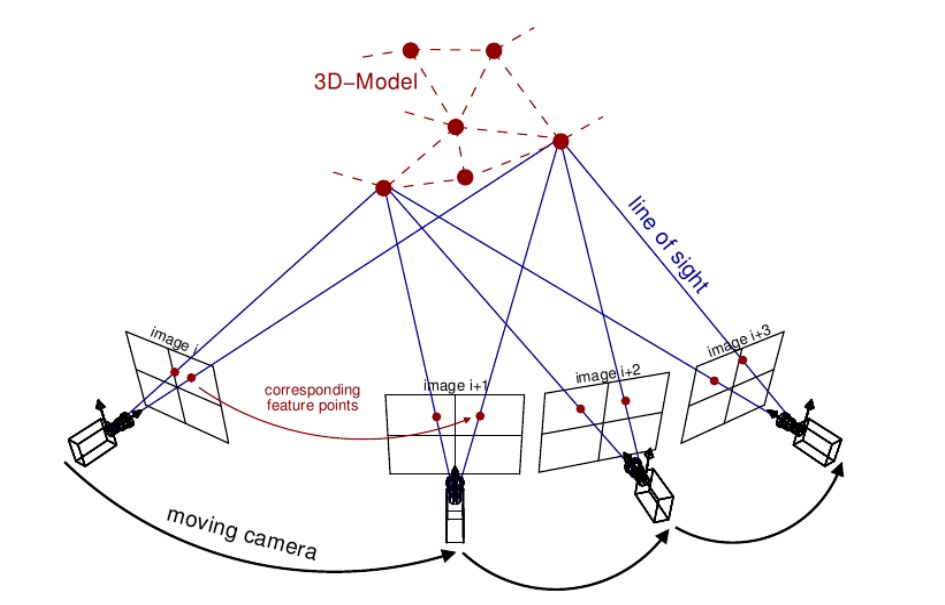 3D−Model
line of sight
image i
image i+1
image i+2
image i+3
corresponding
feature points
moving camera